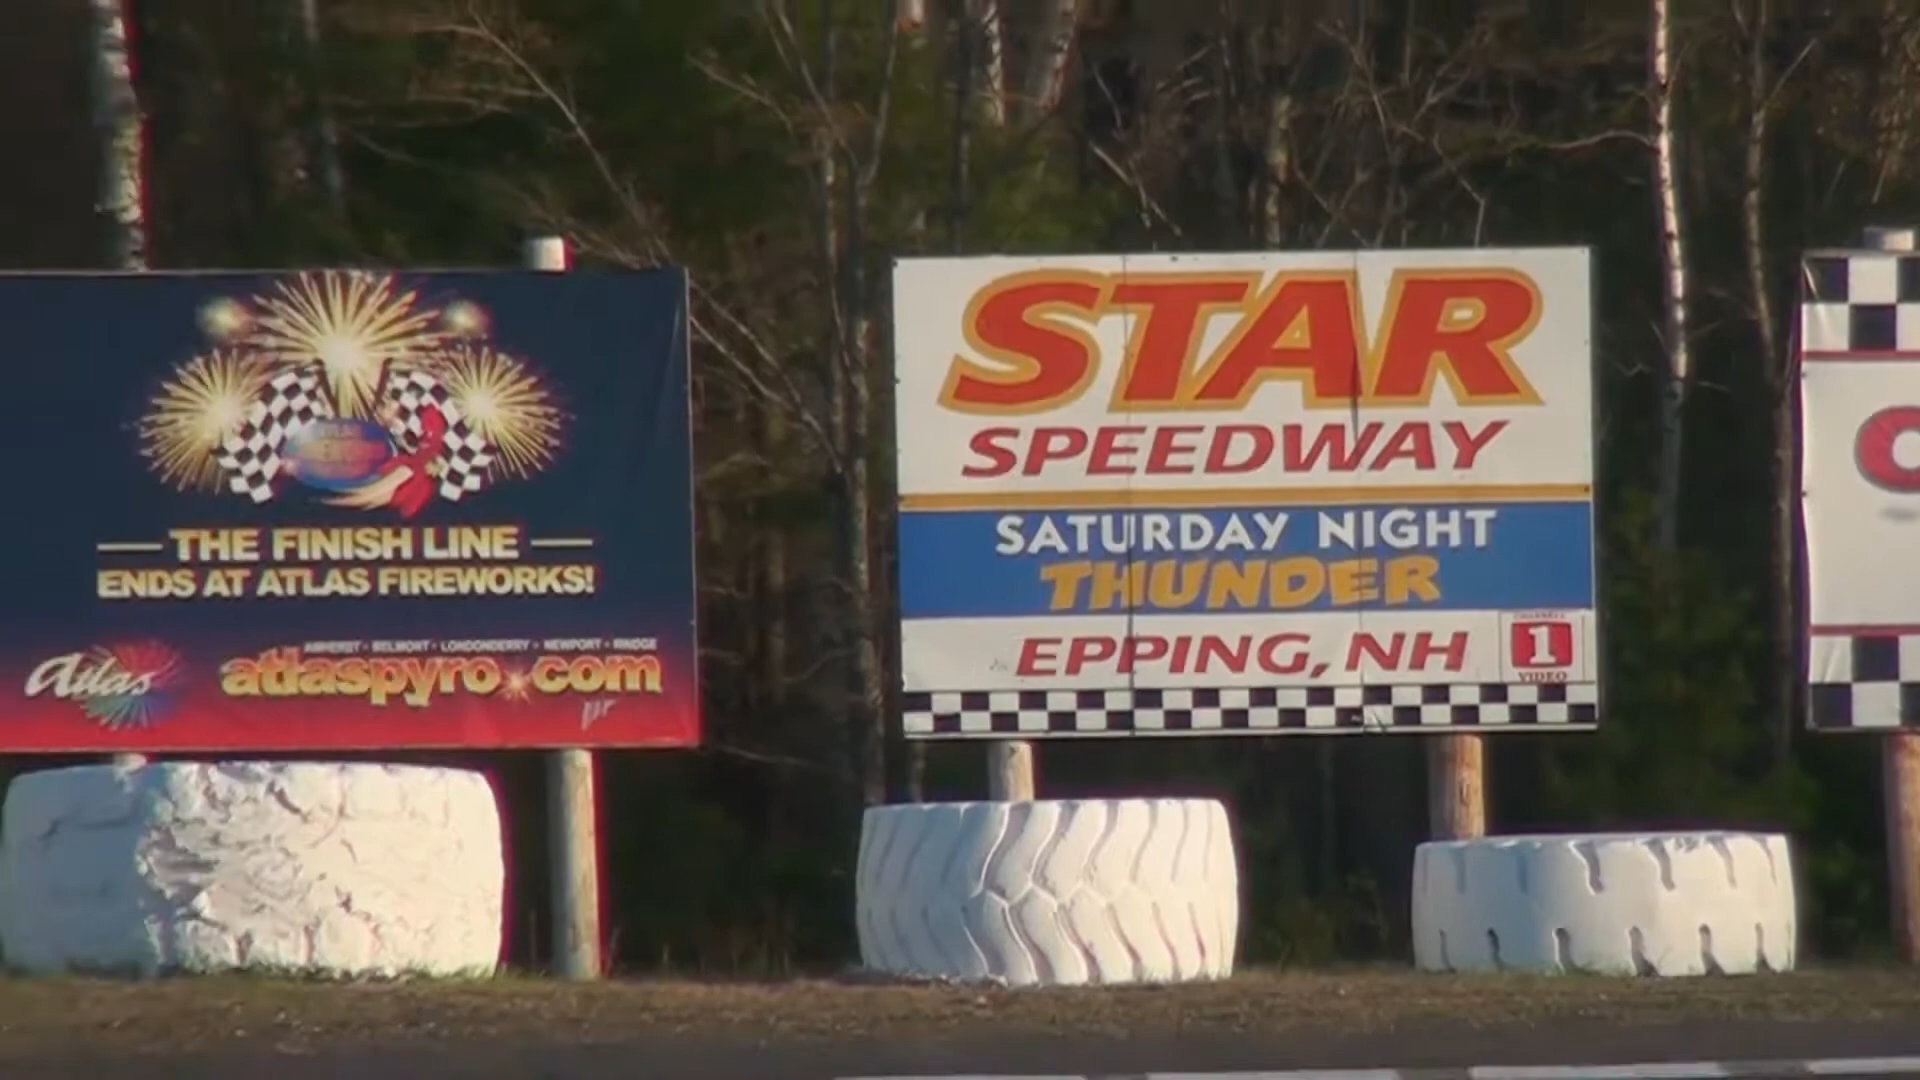 THE FINISH LINE
ENDS AT ATLAS FIREWORKS!
AMHERST • BELMONT • LONDONDERRY • NEWPORT • RINDGE
Atlas
atlaspyro.com
STAR
SPEEDWAY
SATURDAY NIGHT
THUNDER
EPPING, NH
CHANNEL
1
VIDEO